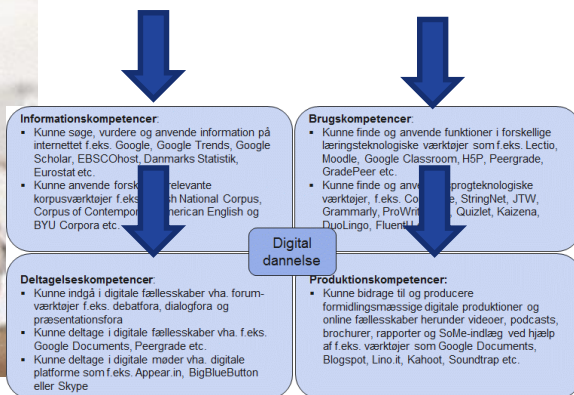 Informationskompetencer:
Kunne søge, vurdere og anvende information på
internettet f.eks. Google, Google Trends, Google
Scholar, EBSCOhost, Danmarks Statistik,
Eurostat etc.
Kunne anvende relevante
korpusværktøjer f.eks. National Corpus,
Corpus of American English og
BYU Corpora etc.
Brugskompetencer:
Kunne finde og anvende funktioner i forskellige
læringsteknologiske værktøjer som f.eks. Lectio,
Moodle, Google Classroom, H5P, Peergrade,
GradePeer etc.
Kunne finde og sprogteknologiske
værktøjer, f.eks. StringNet, JTW,
Grammarly, Quizlet, Kaizena,
DuoLingo,
Digital
dannelse
Deltagelseskompetencer:
Kunne indgå i digitale fællesskaber vha. forum-
værktøjer f.eks. debatfora, dialogfora og
præsentationsfora
Kunne deltage i digitale fællesskaber vha. f.eks.
Google Documents, Peergrade etc.
Kunne deltage i digitale møder vha. digitale
platforme som f.eks. Appear.in, BigBlueButton
eller Skype
Produktionskompetencer:
Kunne bidrage til og producere
formidlingsmæssige digitale produktioner og
online fællesskaber herunder videoer, podcasts,
brochurer, rapporter og SoMe-indlæg ved hjælp
af f.eks. værktøjer som Google Documents,
Blogspot, Lino.it, Kahoot, Soundtrap etc.